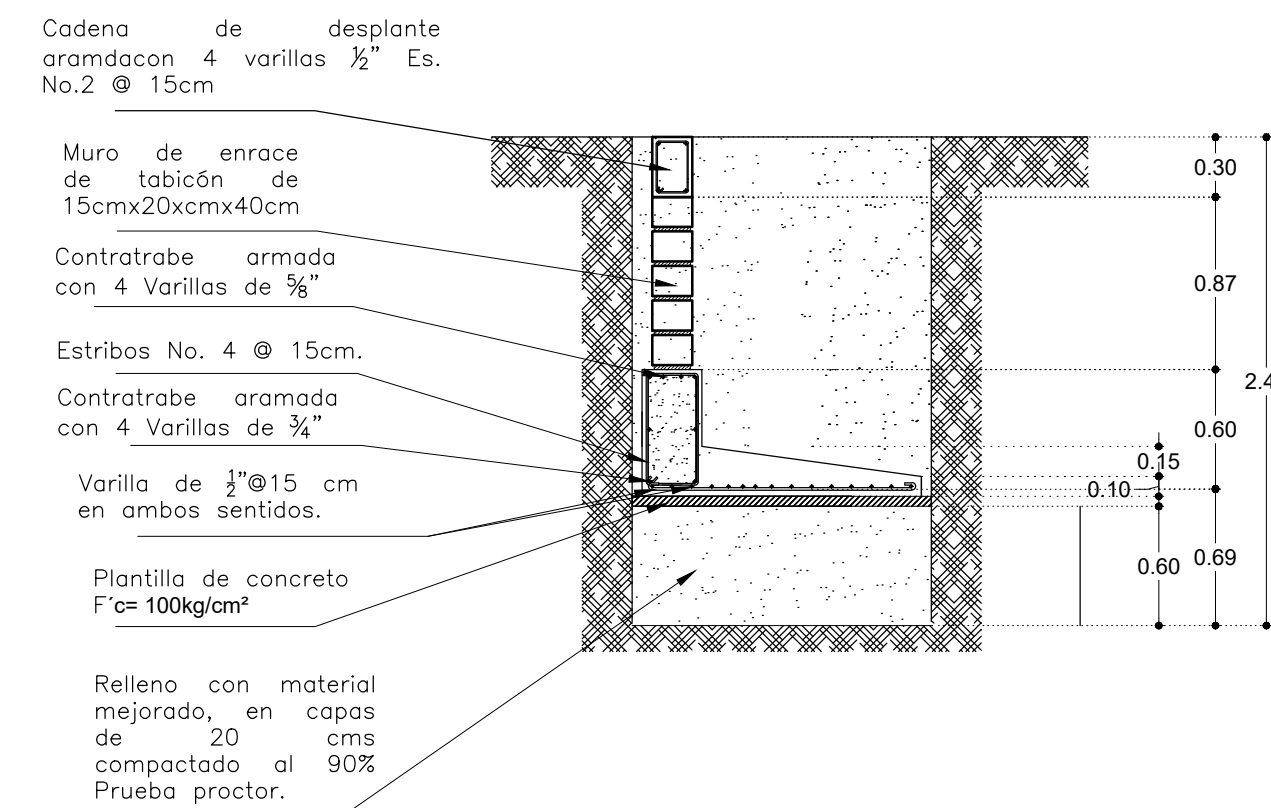 Cadena de desplante
aramdacon 4 varillas ½” Es.
No.2 @ 15cm
Muro de enrace
de tabicón de
15cmx20xcmx40cm
Contratrabe armada
con 4 Varillas de ⅝”
Estribos No. 4 @ 15cm.
Contratrabe aramada
con 4 Varillas de ¾”
Varilla de ½”@15 cm
en ambos sentidos.
Plantilla de concreto
F´c= 100kg/cm²
Relleno con material
mejorado, en capas
de 20 cms
compactado al 90%
Prueba proctor.
0.30
0.87
0.60
0.15
0.10
0.60
0.69